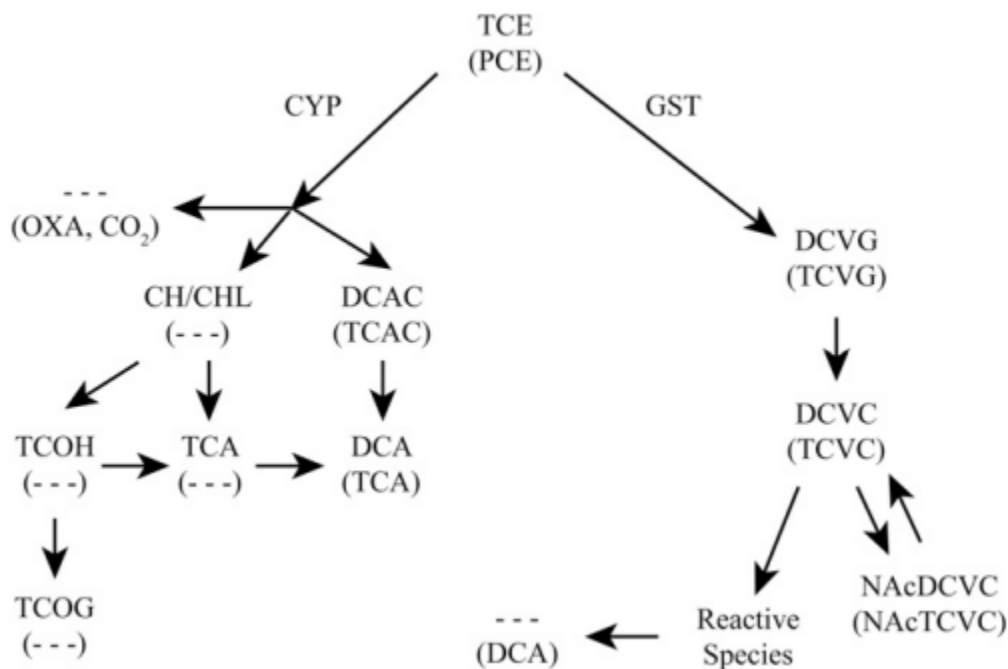 TCE
(PCE)
CYP
GST
- - -
(OXA, CO₂)
DCVG
(TCVG)
CH/CHL
(- - -)
DCAC
(TCAC)
DCVC
(TCVC)
TCOH
(- - -)
TCA
(- - -)
DCA
(TCA)
NAcDCVC
(NAcTCVC)
TCOG
(- - -)
- - -
(DCA)
Reactive
Species